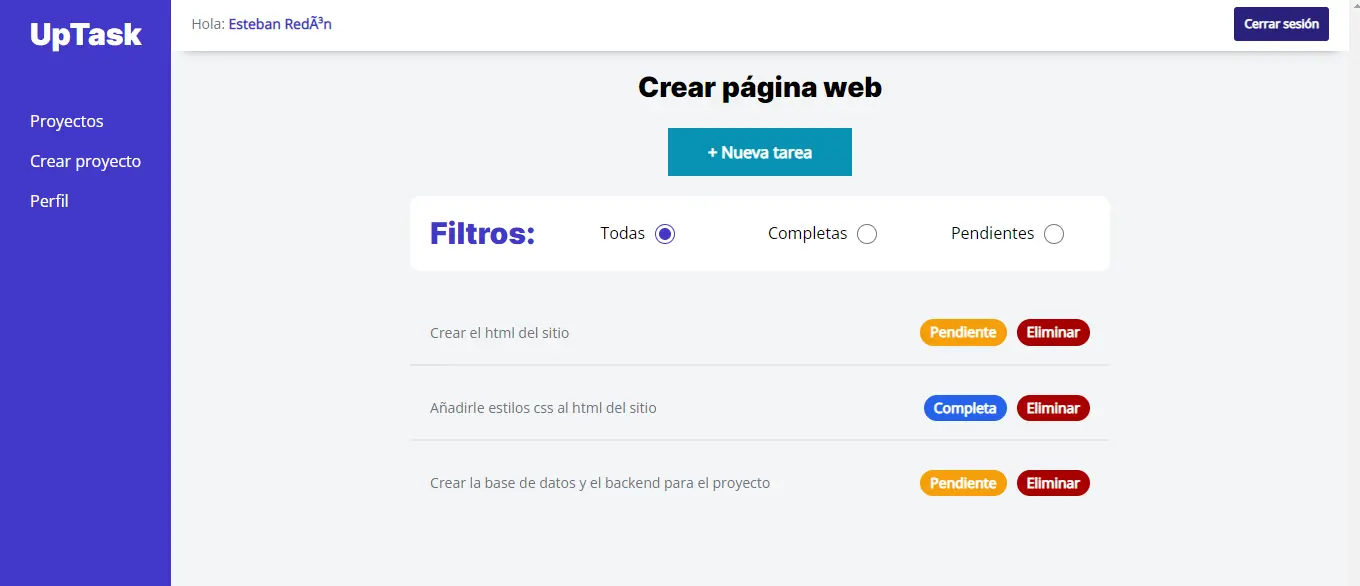 UpTask
Hola: Esteban RedÃ³n
Cerrar sesión
Proyectos
Crear proyecto
Perfil
Crear página web
+ Nueva tarea
Filtros: Todas Completas Pendientes
Crear el html del sitio Pendiente Eliminar
Añadirle estilos css al html del sitio Completa Eliminar
Crear la base de datos y el backend para el proyecto Pendiente Eliminar